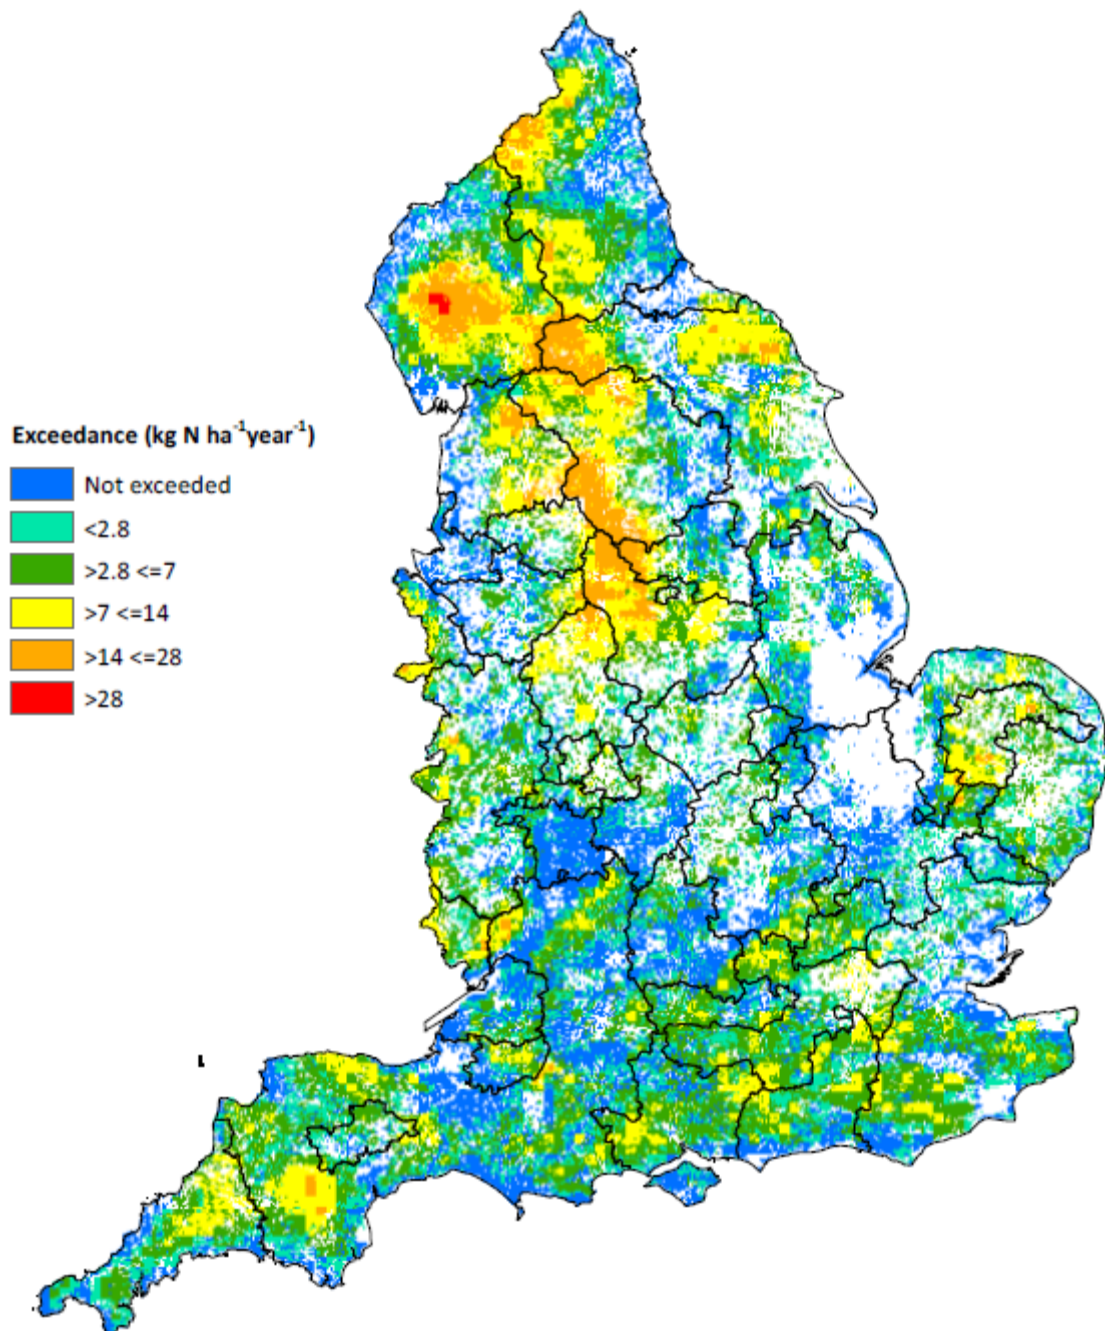 Exceedance (kg N ha⁻¹year⁻¹)
Not exceeded
<2.8
>2.8 <=7
>7 <=14
>14 <=28
>28